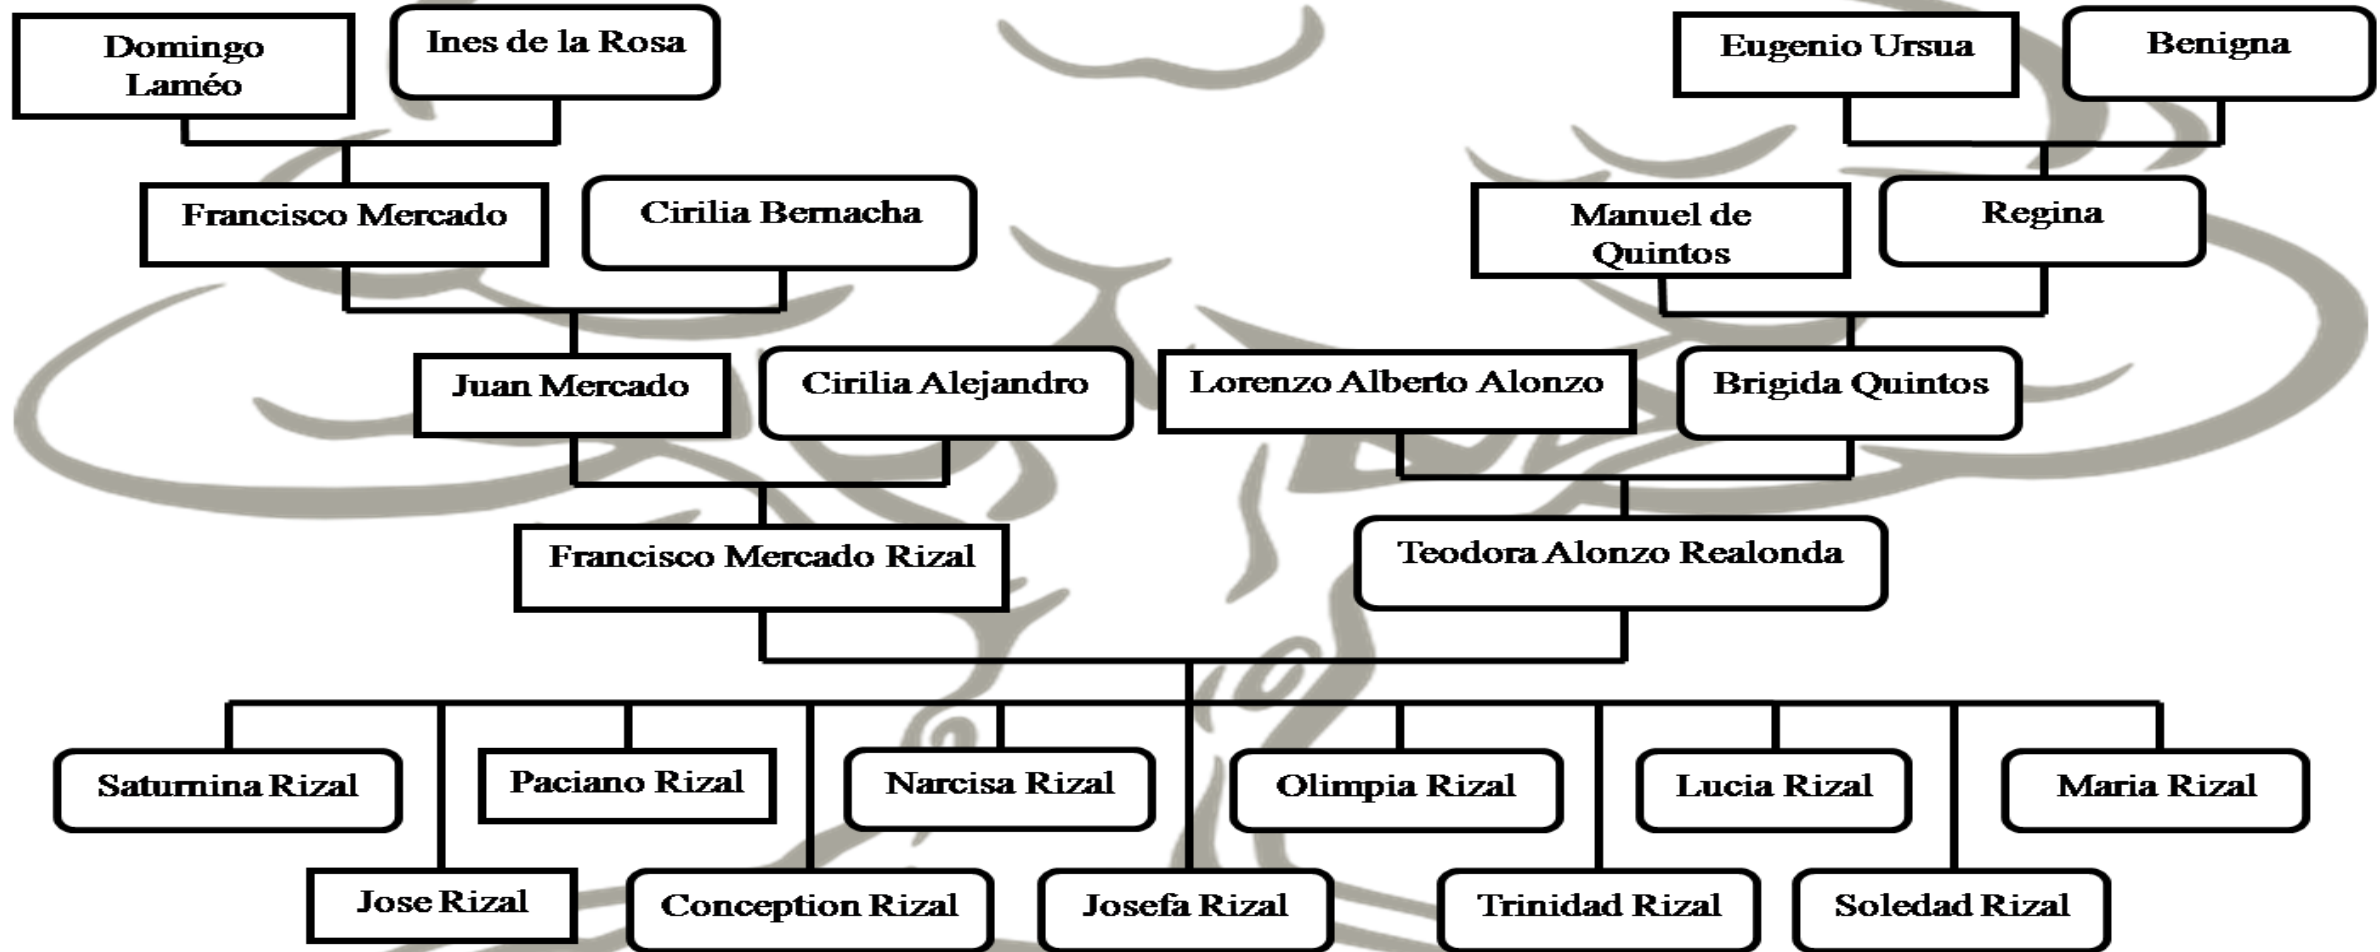 Domingo
Laméo
Ines de la Rosa
Eugenio Ursua
Benigna
Francisco Mercado
Cirilia Bernacha
Manuel de
Quintos
Regina
Juan Mercado
Cirilia Alejandro
Lorenzo Alberto Alonzo
Brigida Quintos
Francisco Mercado Rizal
Teodora Alonzo Realonda
Saturnina Rizal
Paciano Rizal
Narcisa Rizal
Olimpia Rizal
Lucia Rizal
Maria Rizal
Jose Rizal
Conception Rizal
Josefa Rizal
Trinidad Rizal
Soledad Rizal